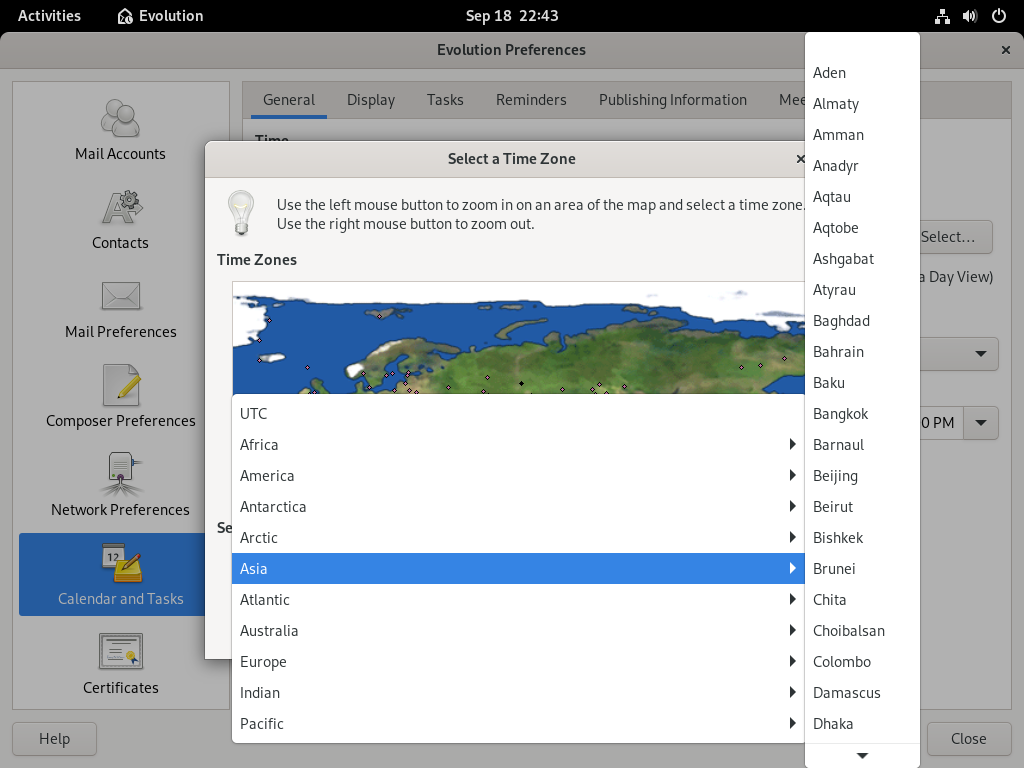 Activities
Evolution
Sep 18 22:43
Evolution Preferences
Mail Accounts
Contacts
Mail Preferences
Composer Preferences
Network Preferences
12
Calendar and Tasks
Certificates
Help
General
Display
Tasks
Reminders
Publishing Information
Mee
Time
Select...
a Day View)
0 PM
Close
Select a Time Zone
Use the left mouse button to zoom in on an area of the map and select a time zone.
Use the right mouse button to zoom out.
Time Zones
Se
UTC
Africa
America
Antarctica
Arctic
Asia
Atlantic
Australia
Europe
Indian
Pacific
Aden
Almaty
Amman
Anadyr
Aqtau
Aqtobe
Ashgabat
Atyrau
Baghdad
Bahrain
Baku
Bangkok
Barnaul
Beijing
Beirut
Bishkek
Brunei
Chita
Choibalsan
Colombo
Damascus
Dhaka